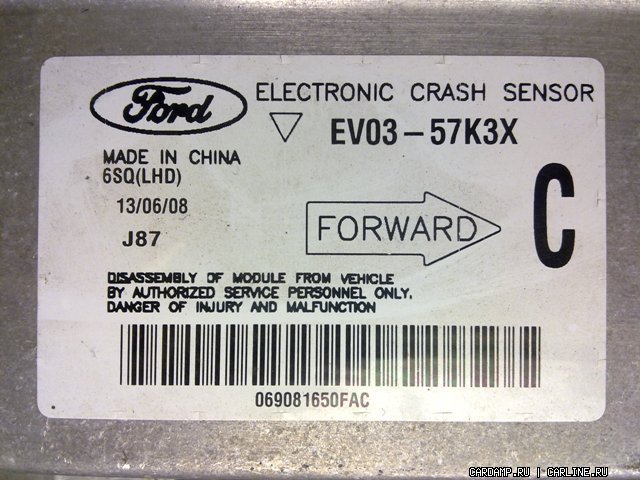 Ford
ELECTRONIC CRASH SENSOR
EV03-57K3X
MADE IN CHINA
6SQ(LHD)
13/06/08
J87
FORWARD
C
DISASSEMBLY OF MODULE FROM VEHICLE
BY AUTHORIZED SERVICE PERSONNEL ONLY.
DANGER OF INJURY AND MALFUNCTION
069081650FAC
CARDAMP.RU | CARLINE.RU